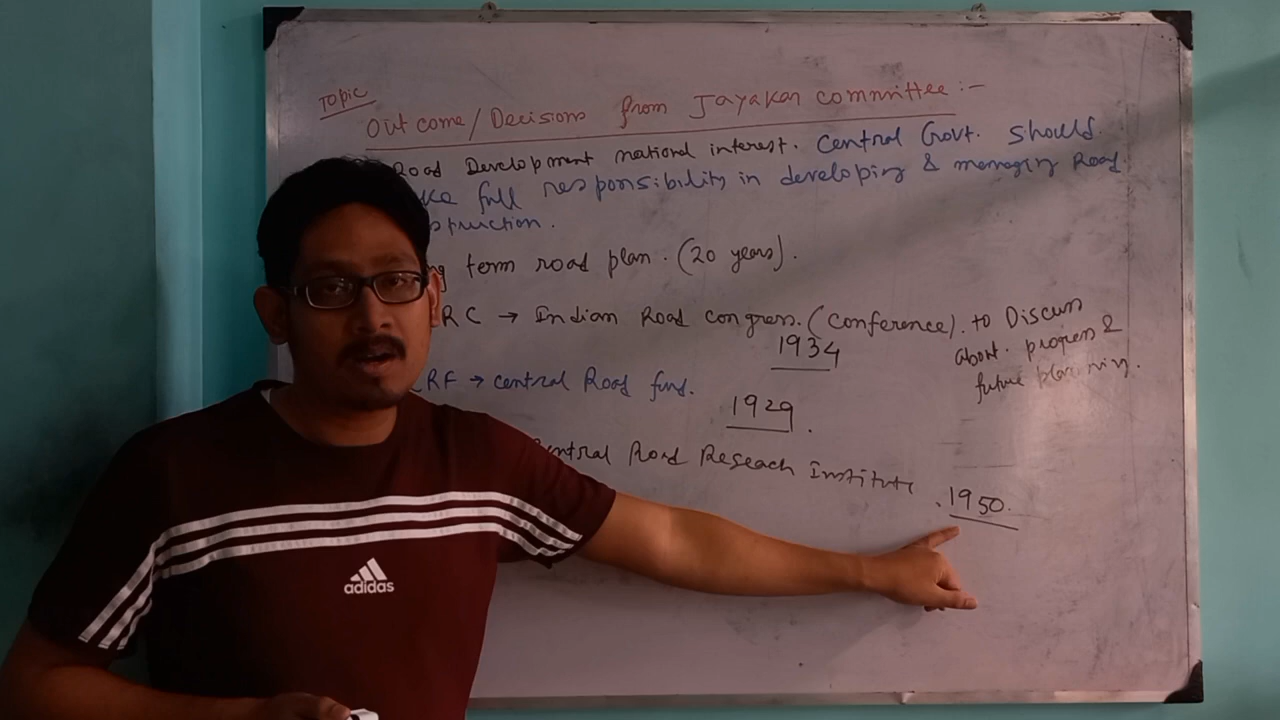 Topic
Outcome/Decisions from Jayakar committee :-
Road Development national interest. Central Govt. should
full responsibility in developing & managing Road
struction.
term road plan. (20 years).
RC → Indian Road congress. (conference). to Discuss
about. progress &
future planning.
1934
RF → central Road fund.
1929.
entral Road Reseach Institute. 1950.
adidas